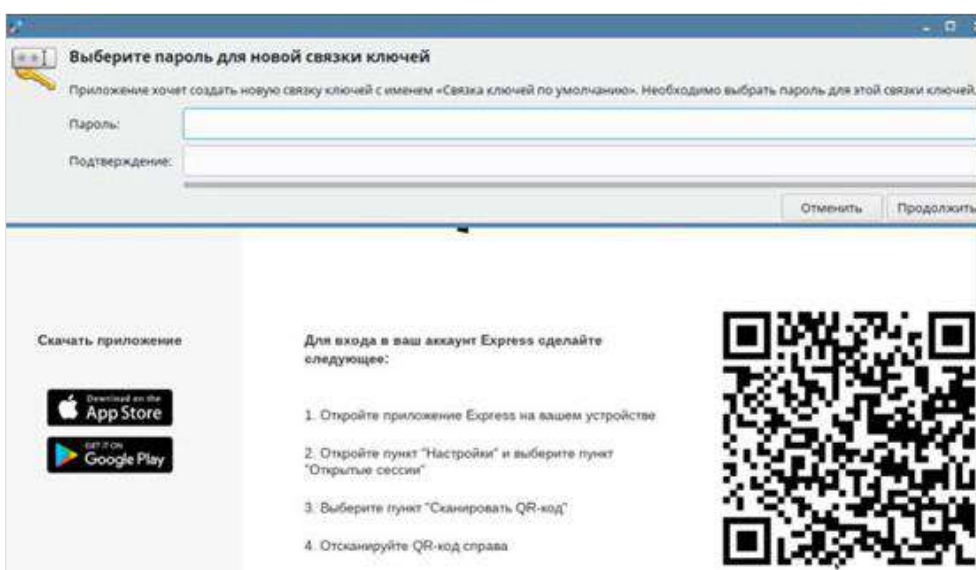 Выберите пароль для новой связки ключей
Приложение хочет создать новую связку ключей с именем «Связка ключей по умолчанию». Необходимо выбрать пароль для этой связки ключей.
Пароль:
Подтверждение:
Отменить
Продолжить
Скачать приложение
Download on the
App Store
GET IT ON
Google Play
Для входа в ваш аккаунт Express сделайте
следующее:
1. Откройте приложение Express на вашем устройстве
2. Откройте пункт "Настройки" и выберите пункт
"Открытые сессии"
3. Выберите пункт "Сканировать QR-код"
4. Отсканируйте QR-код справа